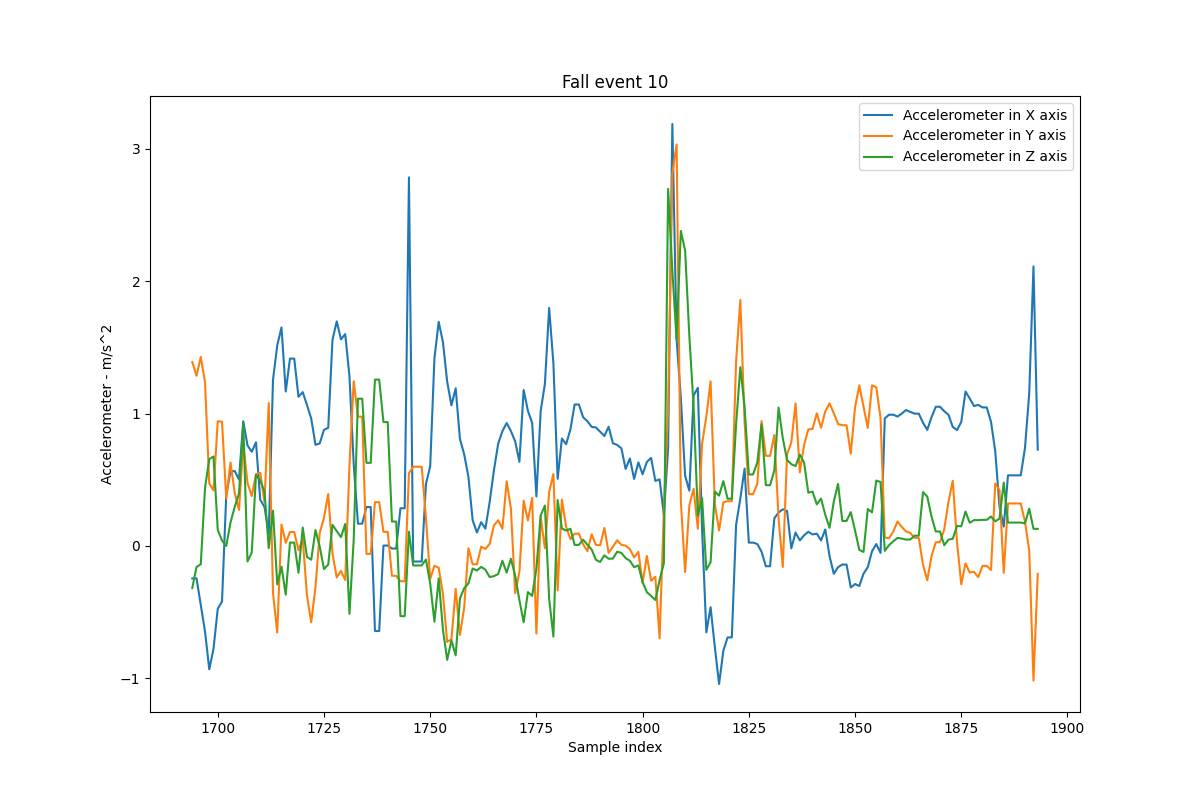 Fall event 10
Accelerometer in X axis
Accelerometer in Y axis
Accelerometer in Z axis
Accelerometer - m/s^2
3
2
1
0
−1
1700 1725 1750 1775 1800 1825 1850 1875 1900
Sample index